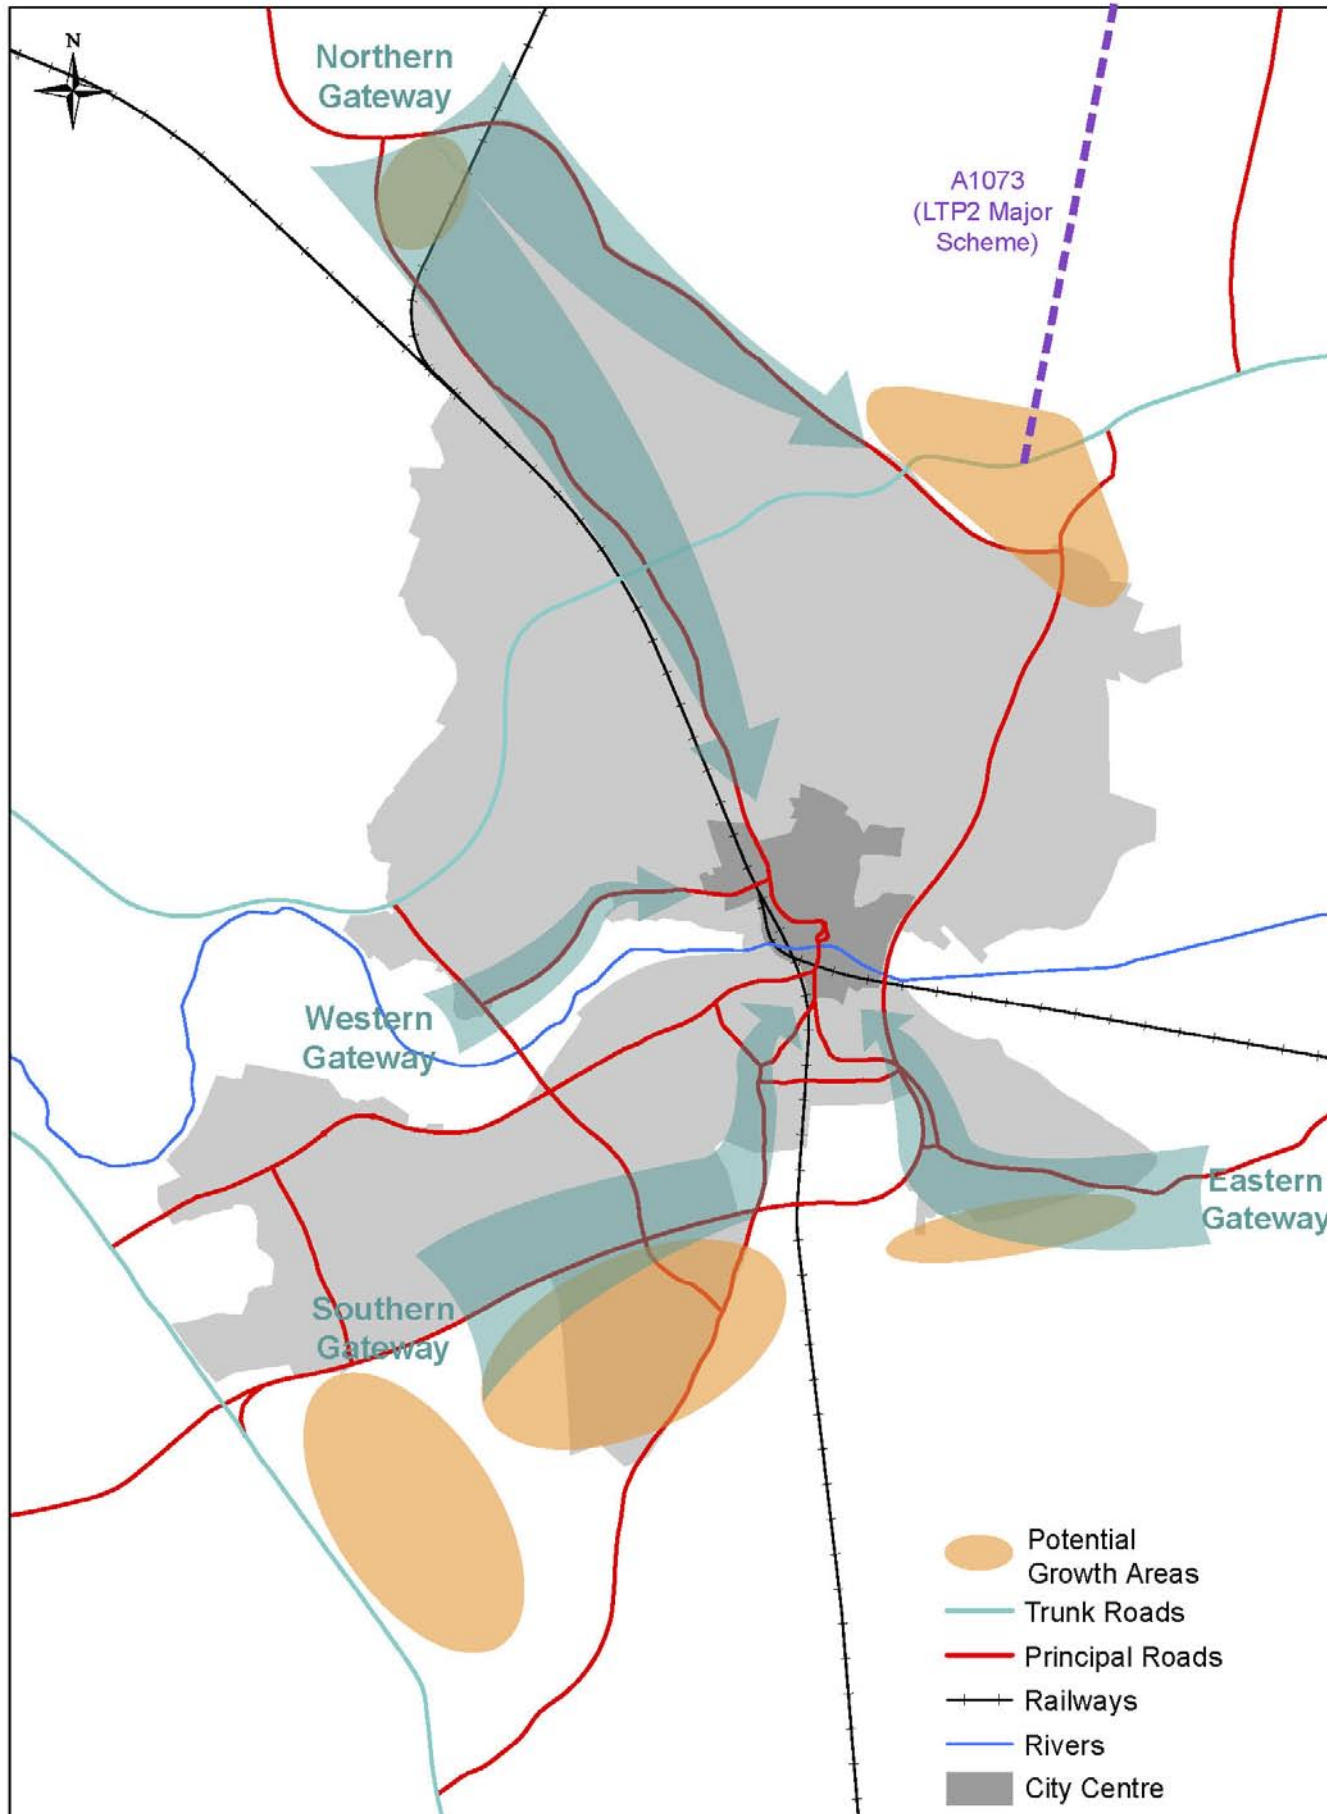 N
Northern
Gateway
A1073
(LTP2 Major
Scheme)
Western
Gateway
Eastern
Gateway
Southern
Gateway
Potential
Growth Areas
Trunk Roads
Principal Roads
Railways
Rivers
City Centre